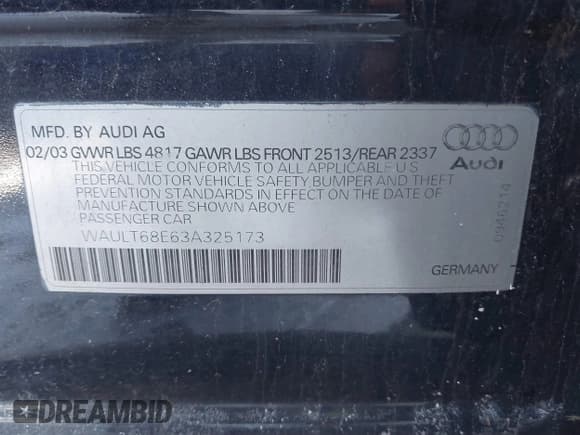 MFD. BY AUDI AG
02/03 GVWR LBS 4817 GAWR LBS FRONT 2513/REAR 2337
THIS VEHICLE CONFORMS TO ALL APPLICABLE U S
FEDERAL MOTOR VEHICLE SAFETY BUMPER AND THEFT
PREVENTION STANDARDS IN EFFECT ON THE DATE OF
MANUFACTURE SHOWN ABOVE
PASSENGER CAR
WAULT68E63A325173
Audi
0946214
GERMANY
DREAMBID